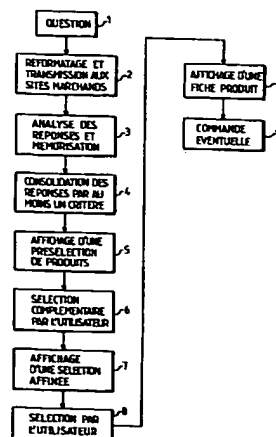 QUESTION
1
REFORMATAGE ET
TRANSMISSION AUX
SITES MARCHANDS
2
ANALYSE DES
REPONSES ET
MEMORISATION
3
CONSOLIDATION DES
REPONSES PAR AU
MOINS UN CRITERE
4
AFFICHAGE D'UNE
PRESELECTION
DE PRODUITS
5
SELECTION
COMPLEMENTAIRE
PAR L'UTILISATEUR
6
AFFICHAGE
D'UNE SELECTION
AFFINEE
7
SELECTION PAR
L'UTILISATEUR
8
AFFICHAGE D'UNE
FICHE PRODUIT
COMMANDE
EVENTUELLE